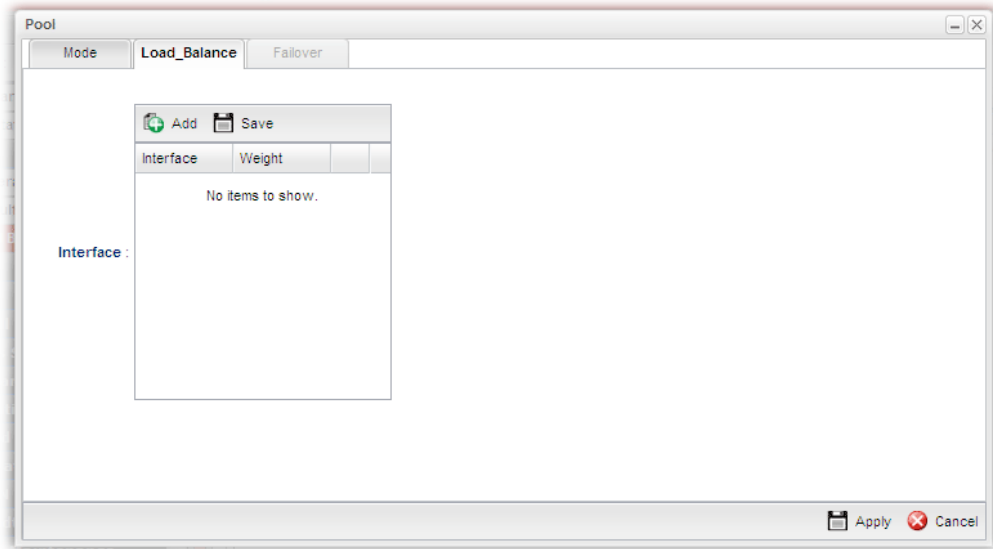 Pool
Mode Load_Balance Failover
Add Save
Interface Weight
No items to show.
Interface :
Apply Cancel